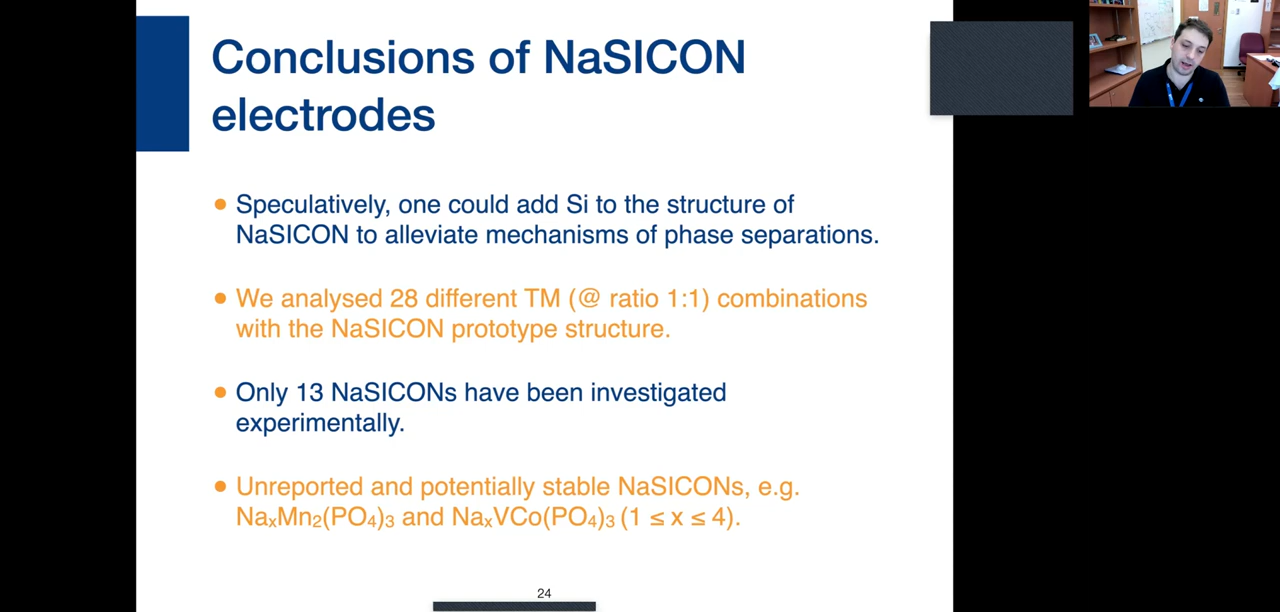 Conclusions of NaSICON
electrodes
Speculatively, one could add Si to the structure of
NaSICON to alleviate mechanisms of phase separations.
We analysed 28 different TM (@ ratio 1:1) combinations
with the NaSICON prototype structure.
Only 13 NaSICONs have been investigated
experimentally.
Unreported and potentially stable NaSICONs, e.g.
NaₓMn₂(PO₄)₃ and NaₓVCo(PO₄)₃ (1 ≤ x ≤ 4).
24